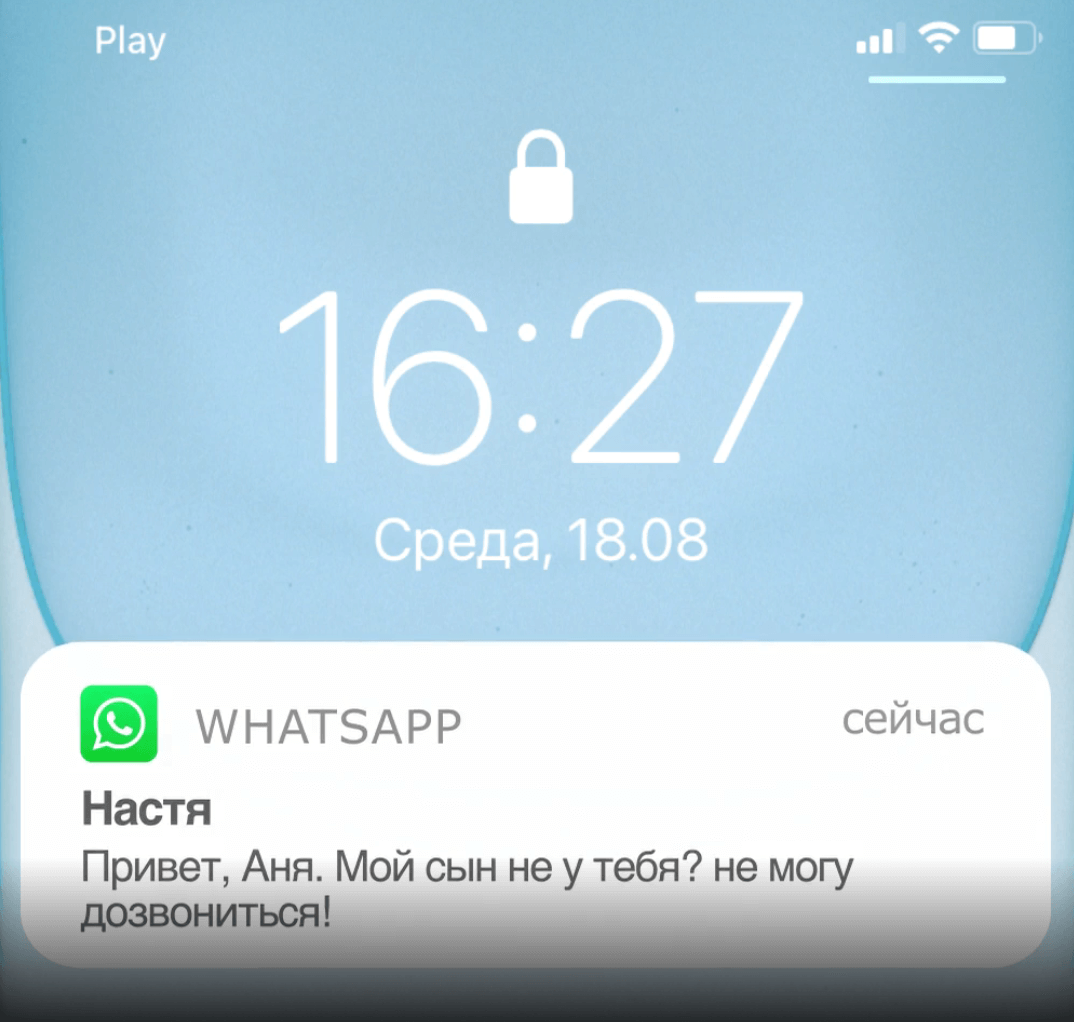 Play
16:27
Среда, 18.08
WHATSAPP
сейчас
Настя
Привет, Аня. Мой сын не у тебя? не могу
дозвониться!